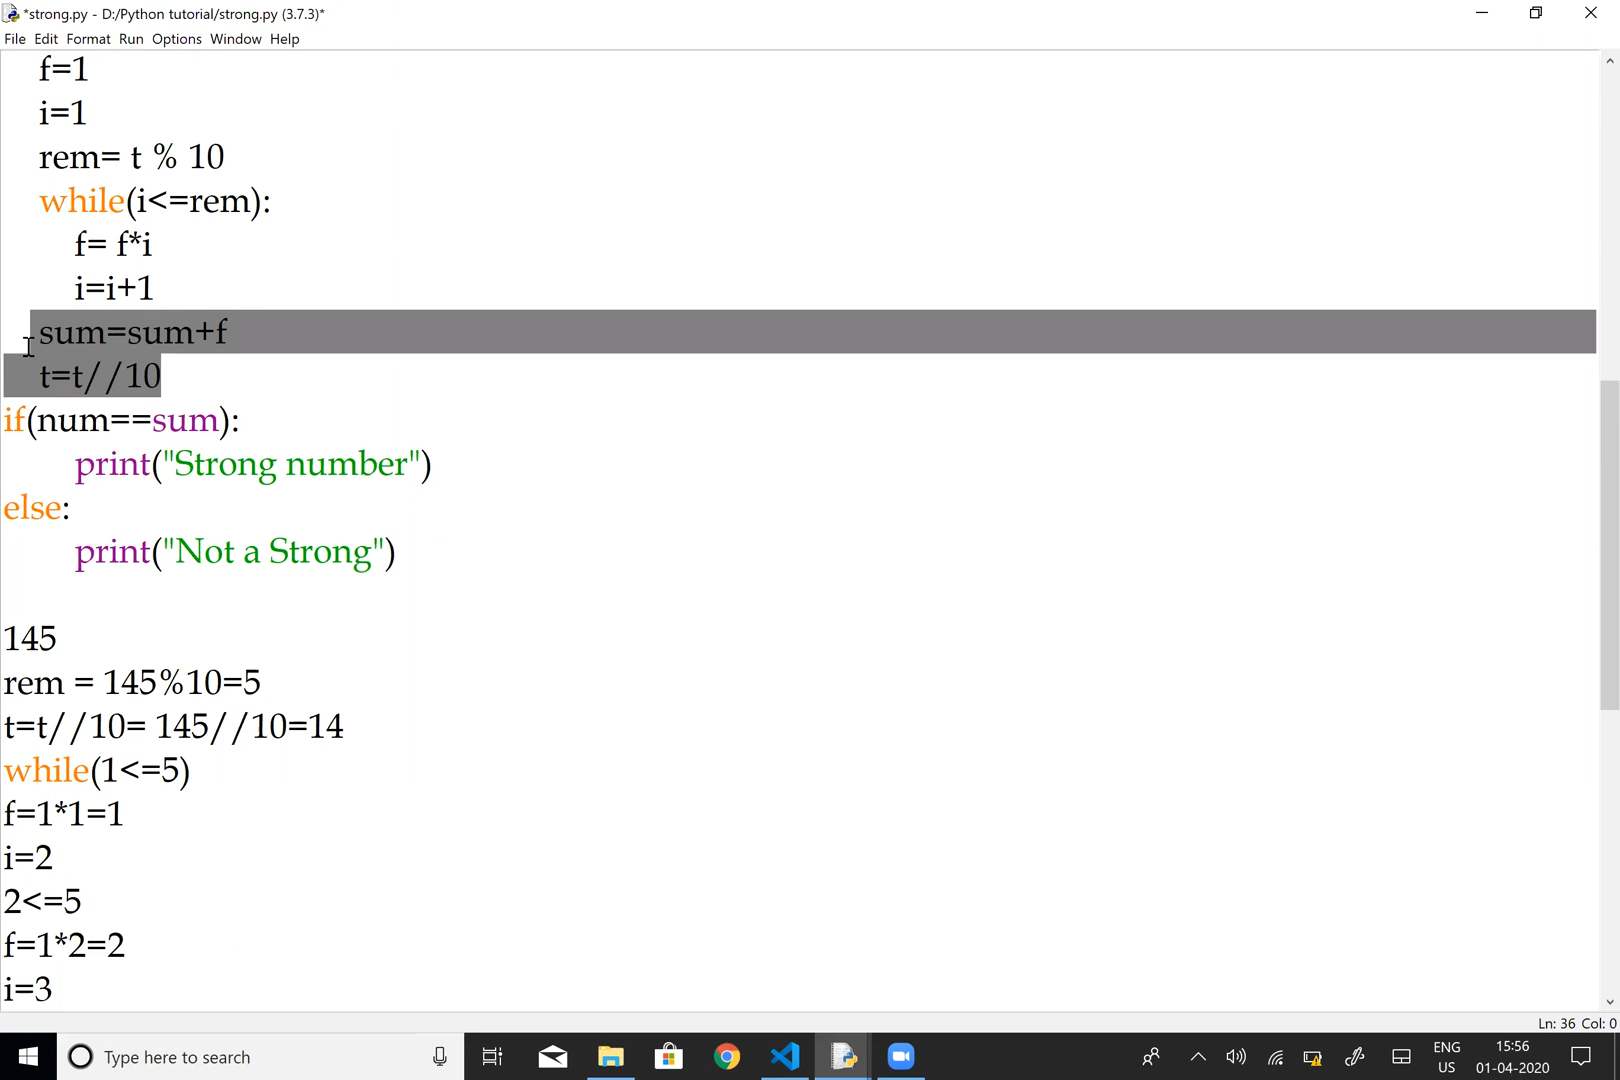 *strong.py - D:/Python tutorial/strong.py (3.7.3)*
File Edit Format Run Options Window Help
f=1
i=1
rem= t % 10
while(i<=rem):
f= f*i
i=i+1
sum=sum+f
t=t//10
if(num==sum):
print("Strong number")
else:
print("Not a Strong")
145
rem = 145%10=5
t=t//10= 145//10=14
while(1<=5)
f=1*1=1
i=2
2<=5
f=1*2=2
i=3
Ln: 36 Col: 0
Type here to search
ENG
US
15:56
01-04-2020